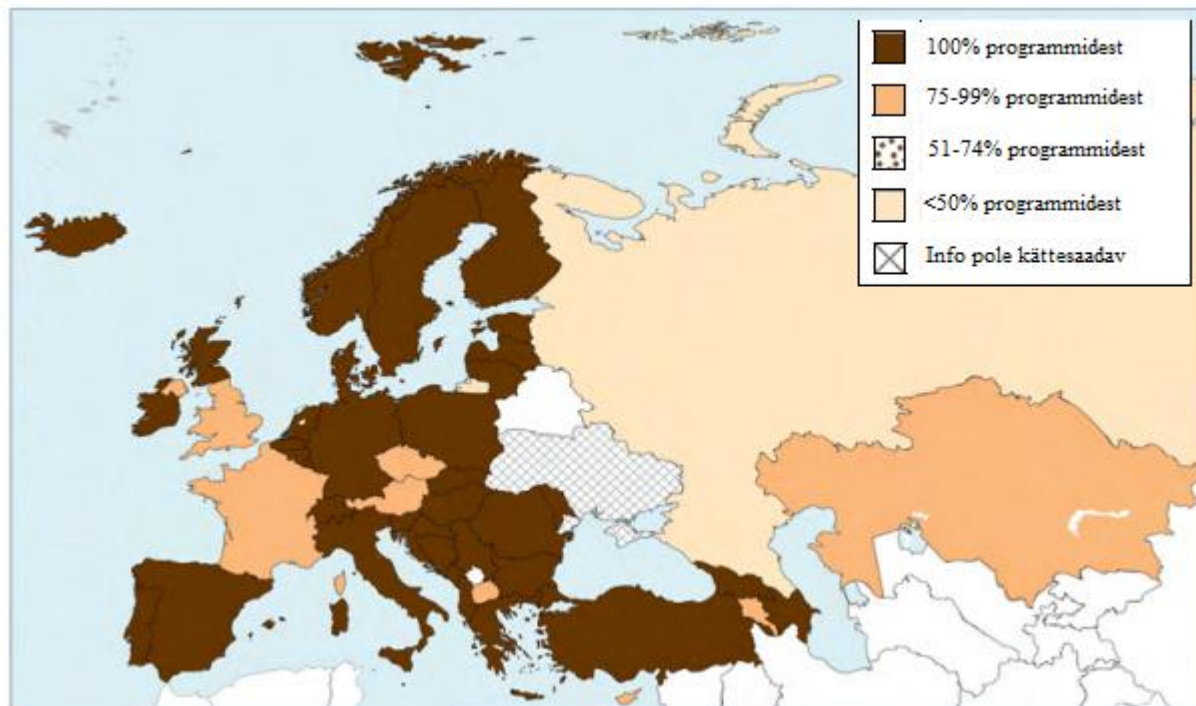 100% programmidest
75-99% programmidest
51-74% programmidest
<50% programmidest
Info pole kättesaadav